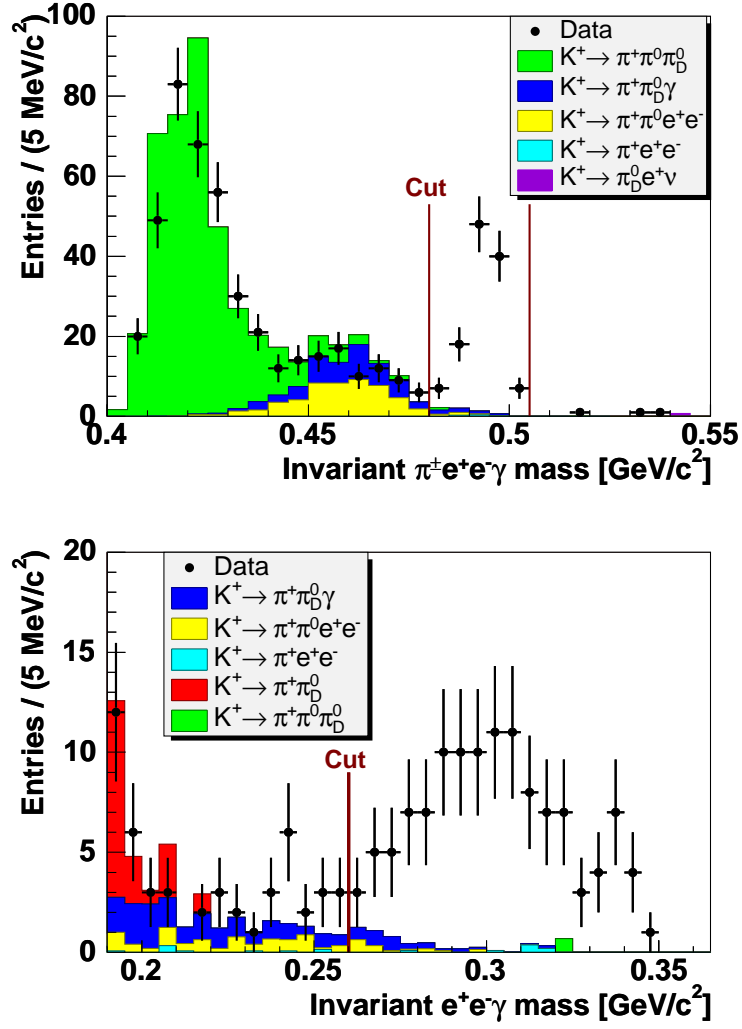 Entries / (5 MeV/c²)
100
80
60
40
20
0
Data
K⁺→ π⁺π⁰π⁰_D
K⁺→ π⁺π⁰_Dγ
K⁺→ π⁺π⁰e⁺e⁻
K⁺→ π⁺e⁺e⁻
K⁺→ π⁰_De⁺ν
Cut
0.4 0.45 0.5 0.55
Invariant π±e⁺e⁻γ mass [GeV/c²]
Entries / (5 MeV/c²)
20
15
10
5
0
Data
K⁺→ π⁺π⁰_Dγ
K⁺→ π⁺π⁰e⁺e⁻
K⁺→ π⁺e⁺e⁻
K⁺→ π⁺π⁰_D
K⁺→ π⁺π⁰π⁰_D
Cut
0.2 0.25 0.3 0.35
Invariant e⁺e⁻γ mass [GeV/c²]